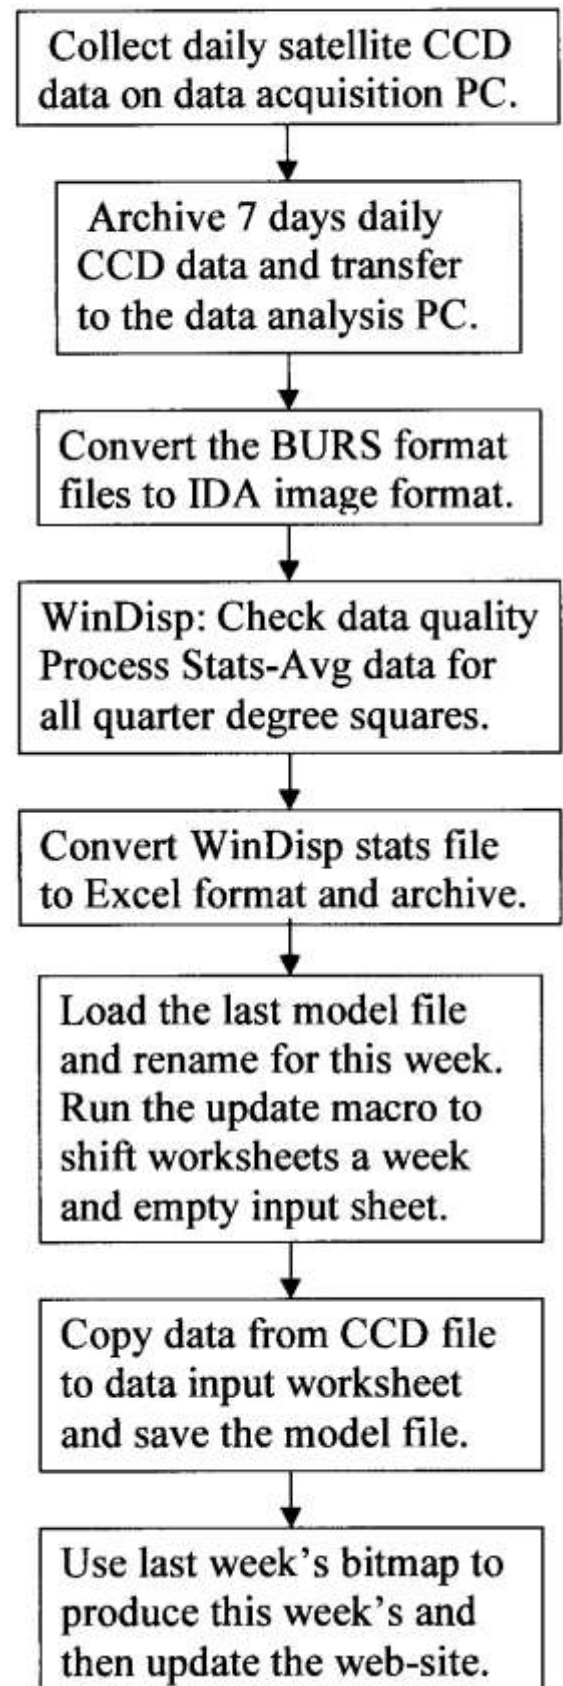 Collect daily satellite CCD
data on data acquisition PC.
Archive 7 days daily
CCD data and transfer
to the data analysis PC.
Convert the BURS format
files to IDA image format.
WinDisp: Check data quality
Process Stats-Avg data for
all quarter degree squares.
Convert WinDisp stats file
to Excel format and archive.
Load the last model file
and rename for this week.
Run the update macro to
shift worksheets a week
and empty input sheet.
Copy data from CCD file
to data input worksheet
and save the model file.
Use last week's bitmap to
produce this week's and
then update the web-site.